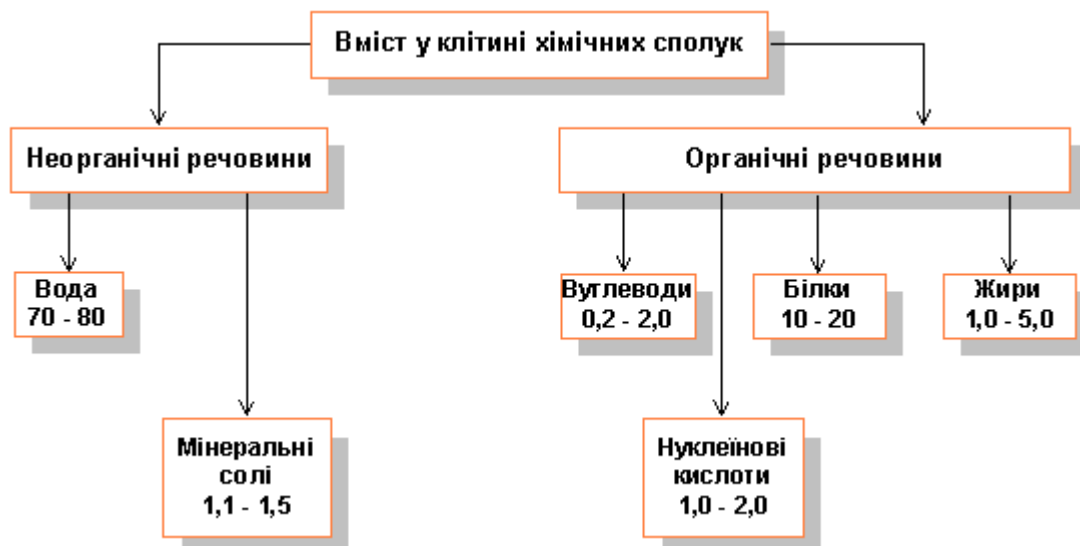 Вміст у клітині хімічних сполук
Неорганічні речовини
Органічні речовини
Вода
70 - 80
Вуглеводи
0,2 - 2,0
Білки
10 - 20
Жири
1,0 - 5,0
Мінеральні
солі
1,1 - 1,5
Нуклеїнові
кислоти
1,0 - 2,0